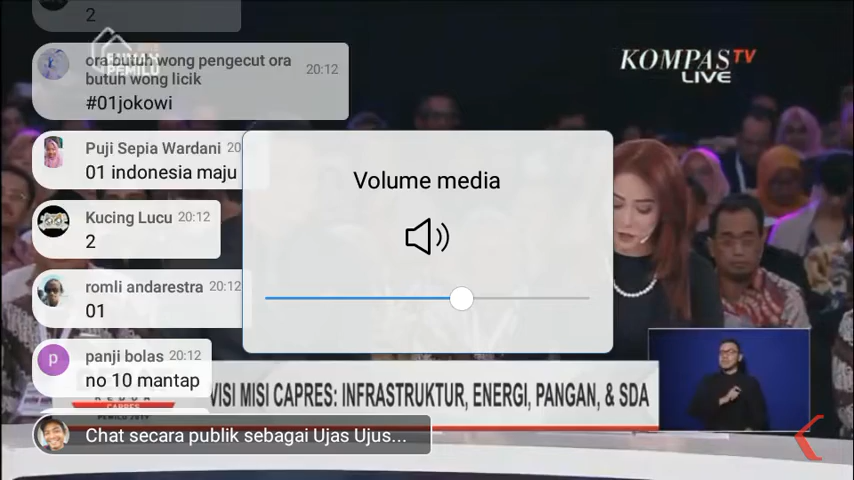 2
ora butuh wong pengecut ora
butuh wong licik
20:12
#01jokowi
PEMILU
KOMPAS TV
LIVE
Puji Sepia Wardani 20
01 indonesia maju
Volume media
Kucing Lucu 20:12
2
romli andarestra 20:12
01
panji bolas 20:12
no 10 mantap
VISI MISI CAPRES: INFRASTRUKTUR, ENERGI, PANGAN, & SDA
Chat secara publik sebagai Ujas Ujus...